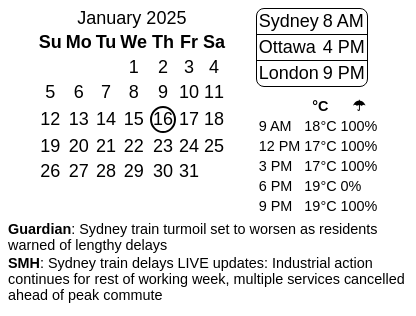 January 2025
Su Mo Tu We Th Fr Sa
1 2 3 4
5 6 7 8 9 10 11
12 13 14 15 16 17 18
19 20 21 22 23 24 25
26 27 28 29 30 31
Sydney 8 AM
Ottawa 4 PM
London 9 PM
°C ☂
9 AM 18°C 100%
12 PM 17°C 100%
3 PM 17°C 100%
6 PM 19°C 0%
9 PM 19°C 100%
Guardian: Sydney train turmoil set to worsen as residents
warned of lengthy delays
SMH: Sydney train delays LIVE updates: Industrial action
continues for rest of working week, multiple services cancelled
ahead of peak commute